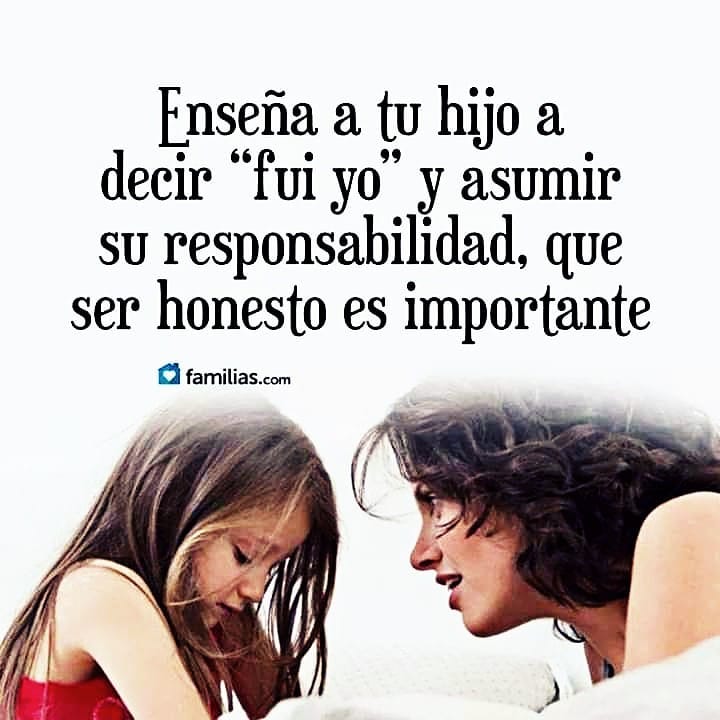 Enseña a tu hijo a
decir “fui yo” y asumir
su responsabilidad, que
ser honesto es importante
familias.com